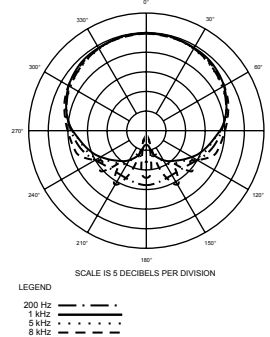 0°
330°
30°
300°
60°
270°
240°
120°
210°
150°
180°
SCALE IS 5 DECIBELS PER DIVISION
LEGEND
200 Hz
1 kHz
5 kHz
8 kHz